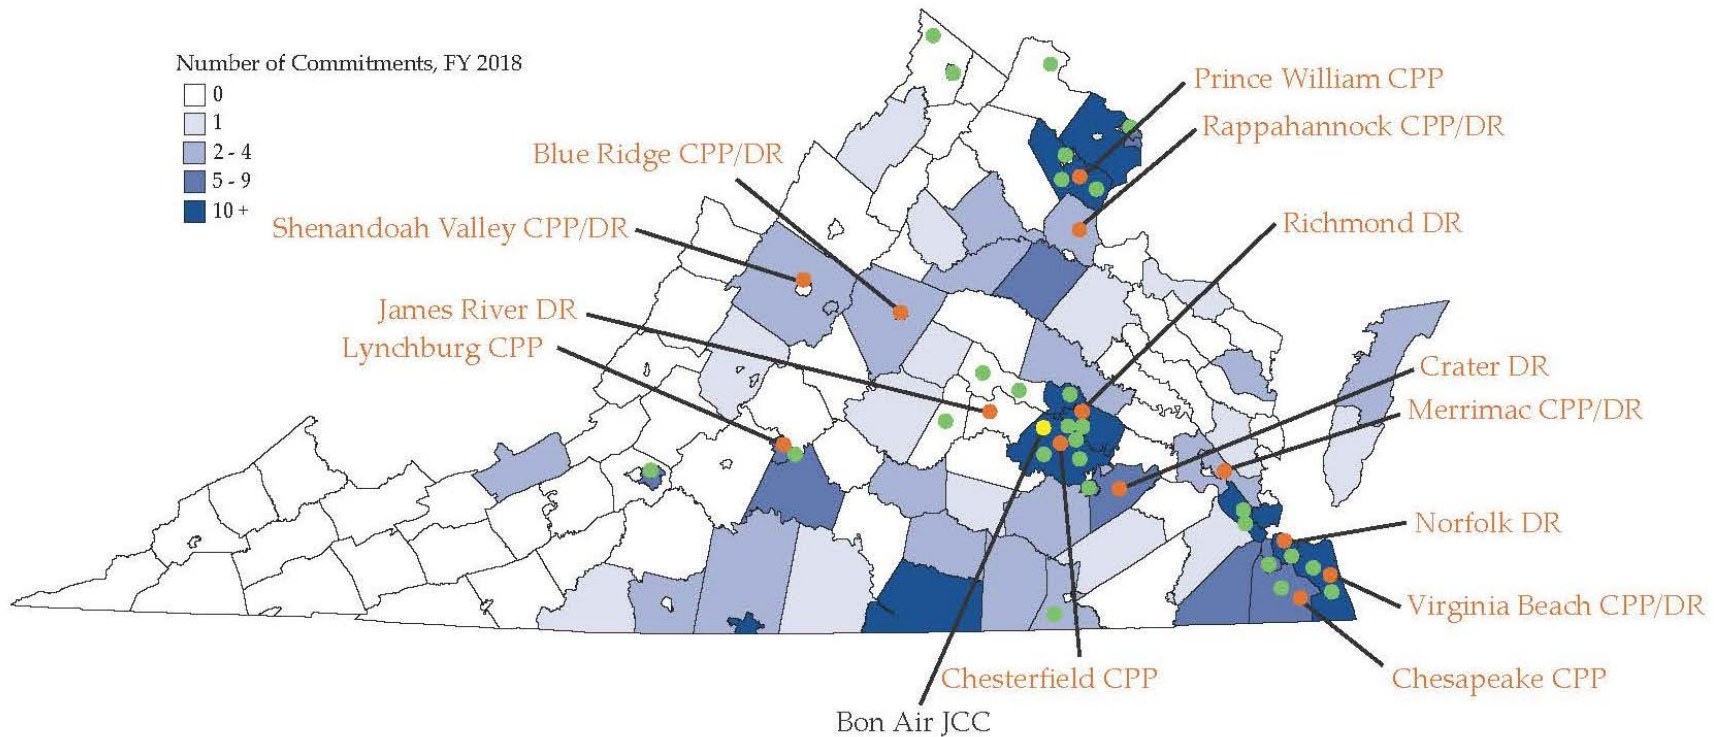 Number of Commitments, FY 2018
0
1
2 - 4
5 - 9
10 +
Prince William CPP
Rappahannock CPP/DR
Blue Ridge CPP/DR
Shenandoah Valley CPP/DR
Richmond DR
James River DR
Lynchburg CPP
Crater DR
Merrimac CPP/DR
Norfolk DR
Virginia Beach CPP/DR
Chesterfield CPP
Chesapeake CPP
Bon Air JCC